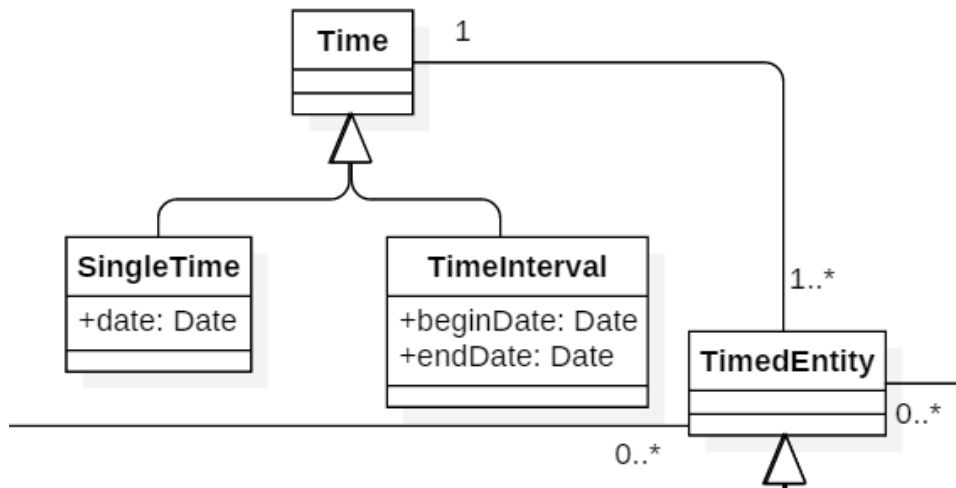 Time
1
SingleTime
+date: Date
TimeInterval
+beginDate: Date
+endDate: Date
1..*
TimedEntity
0..*
0..*